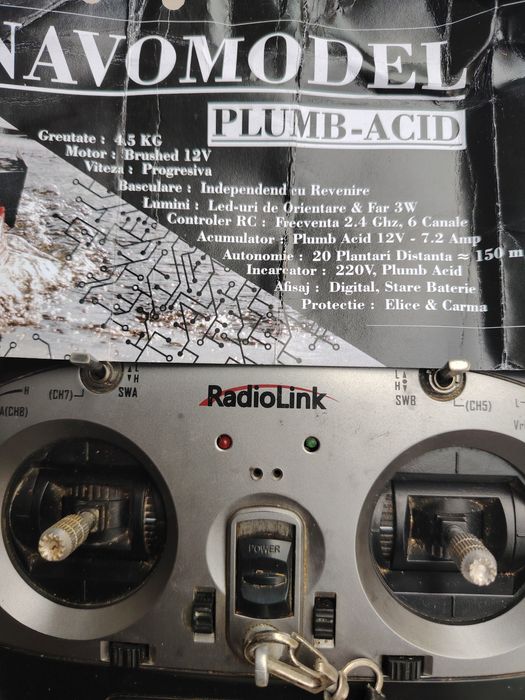 NAVOMODEL
PLUMB-ACID
Greutate : 4,5 KG
Motor : Brushed 12V
Viteza : Progresiva
Basculare : Independend cu Revenire
Lumini : Led-uri de Orientare & Far 3W
Controler RC : Frecventa 2.4 Ghz, 6 Canale
Acumulator : Plumb Acid 12V - 7.2 Amp
Autonomie : 20 Plantari Distanta ≈ 150 m
Incarcator : 220V, Plumb Acid
Afisaj : Digital, Stare Baterie
Protectie : Elice & Carma
H
A(CH8)
(CH7)
H
SWA
RadioLink
L
H
SWB
(CH5)
L
Vr
POWER